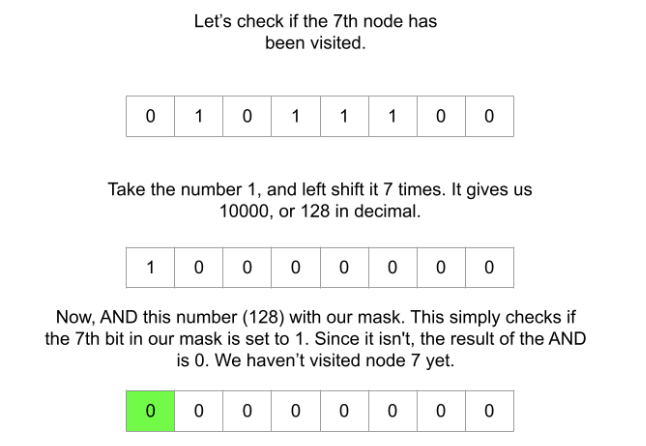 Let's check if the 7th node has
been visited.
0 1 0 1 1 1 0 0
Take the number 1, and left shift it 7 times. It gives us
10000, or 128 in decimal.
1 0 0 0 0 0 0 0
Now, AND this number (128) with our mask. This simply checks if
the 7th bit in our mask is set to 1. Since it isn't, the result of the AND
is 0. We haven't visited node 7 yet.
0 0 0 0 0 0 0 0